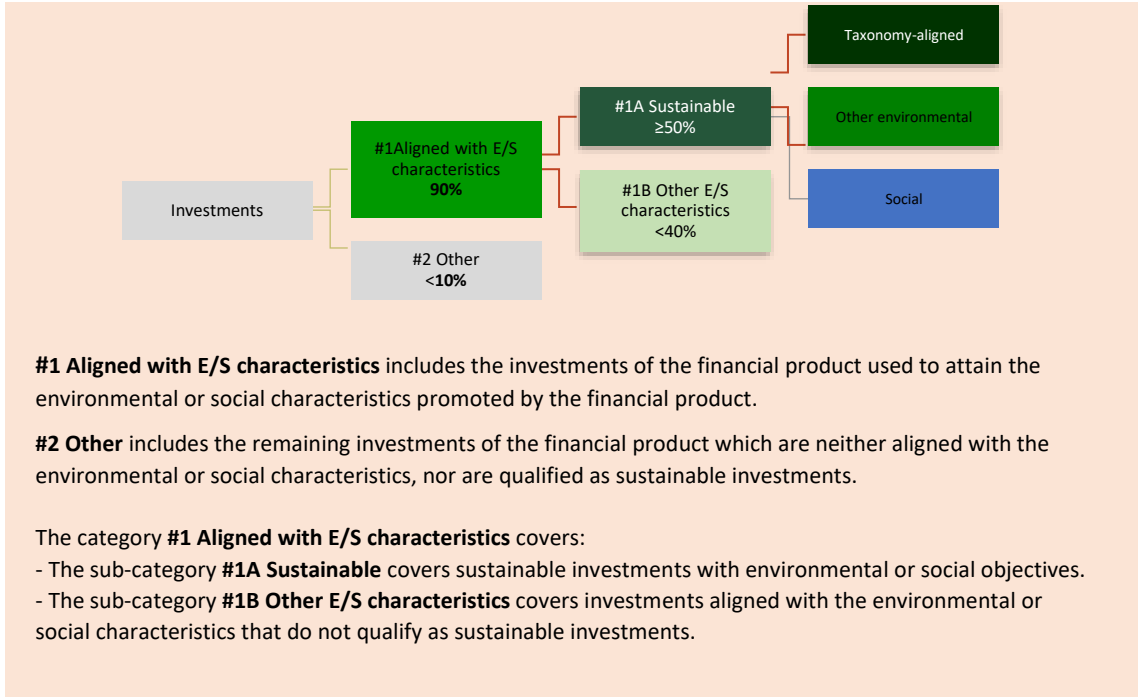 Taxonomy-aligned
#1A Sustainable
≥50%
Other environmental
#1Aligned with E/S
characteristics
90%
Investments
#1B Other E/S
characteristics
<40%
Social
#2 Other
<10%
#1 Aligned with E/S characteristics includes the investments of the financial product used to attain the
environmental or social characteristics promoted by the financial product.
#2 Other includes the remaining investments of the financial product which are neither aligned with the
environmental or social characteristics, nor are qualified as sustainable investments.
The category #1 Aligned with E/S characteristics covers:
- The sub-category #1A Sustainable covers sustainable investments with environmental or social objectives.
- The sub-category #1B Other E/S characteristics covers investments aligned with the environmental or
social characteristics that do not qualify as sustainable investments.